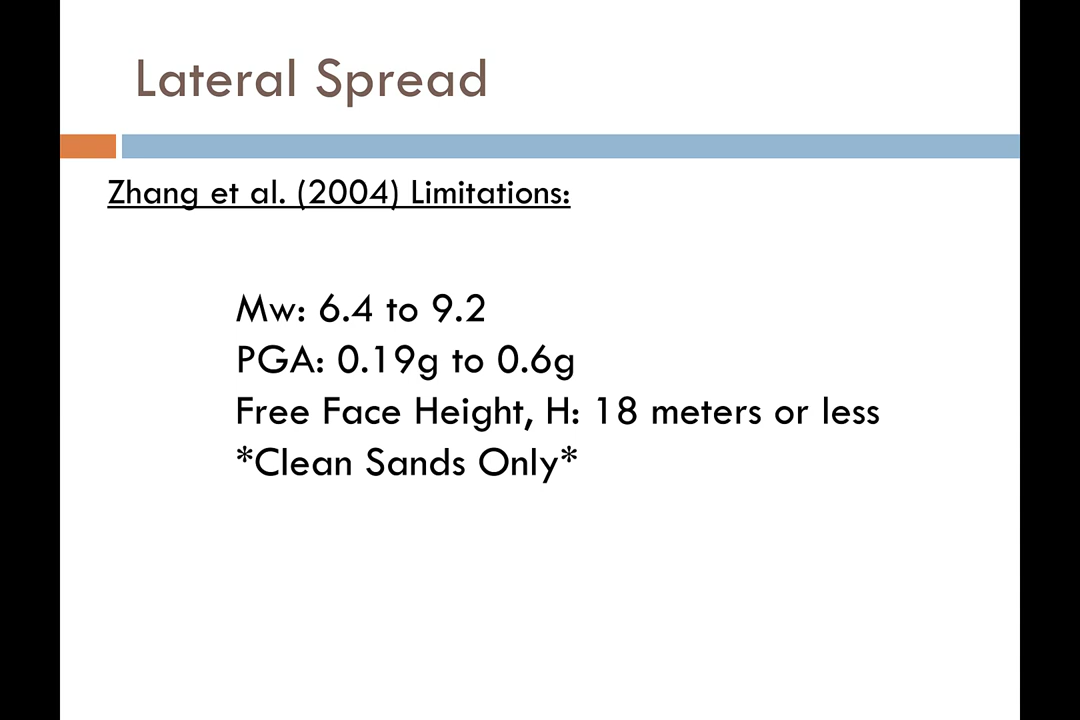 Lateral Spread
Zhang et al. (2004) Limitations:
Mw: 6.4 to 9.2
PGA: 0.19g to 0.6g
Free Face Height, H: 18 meters or less
*Clean Sands Only*